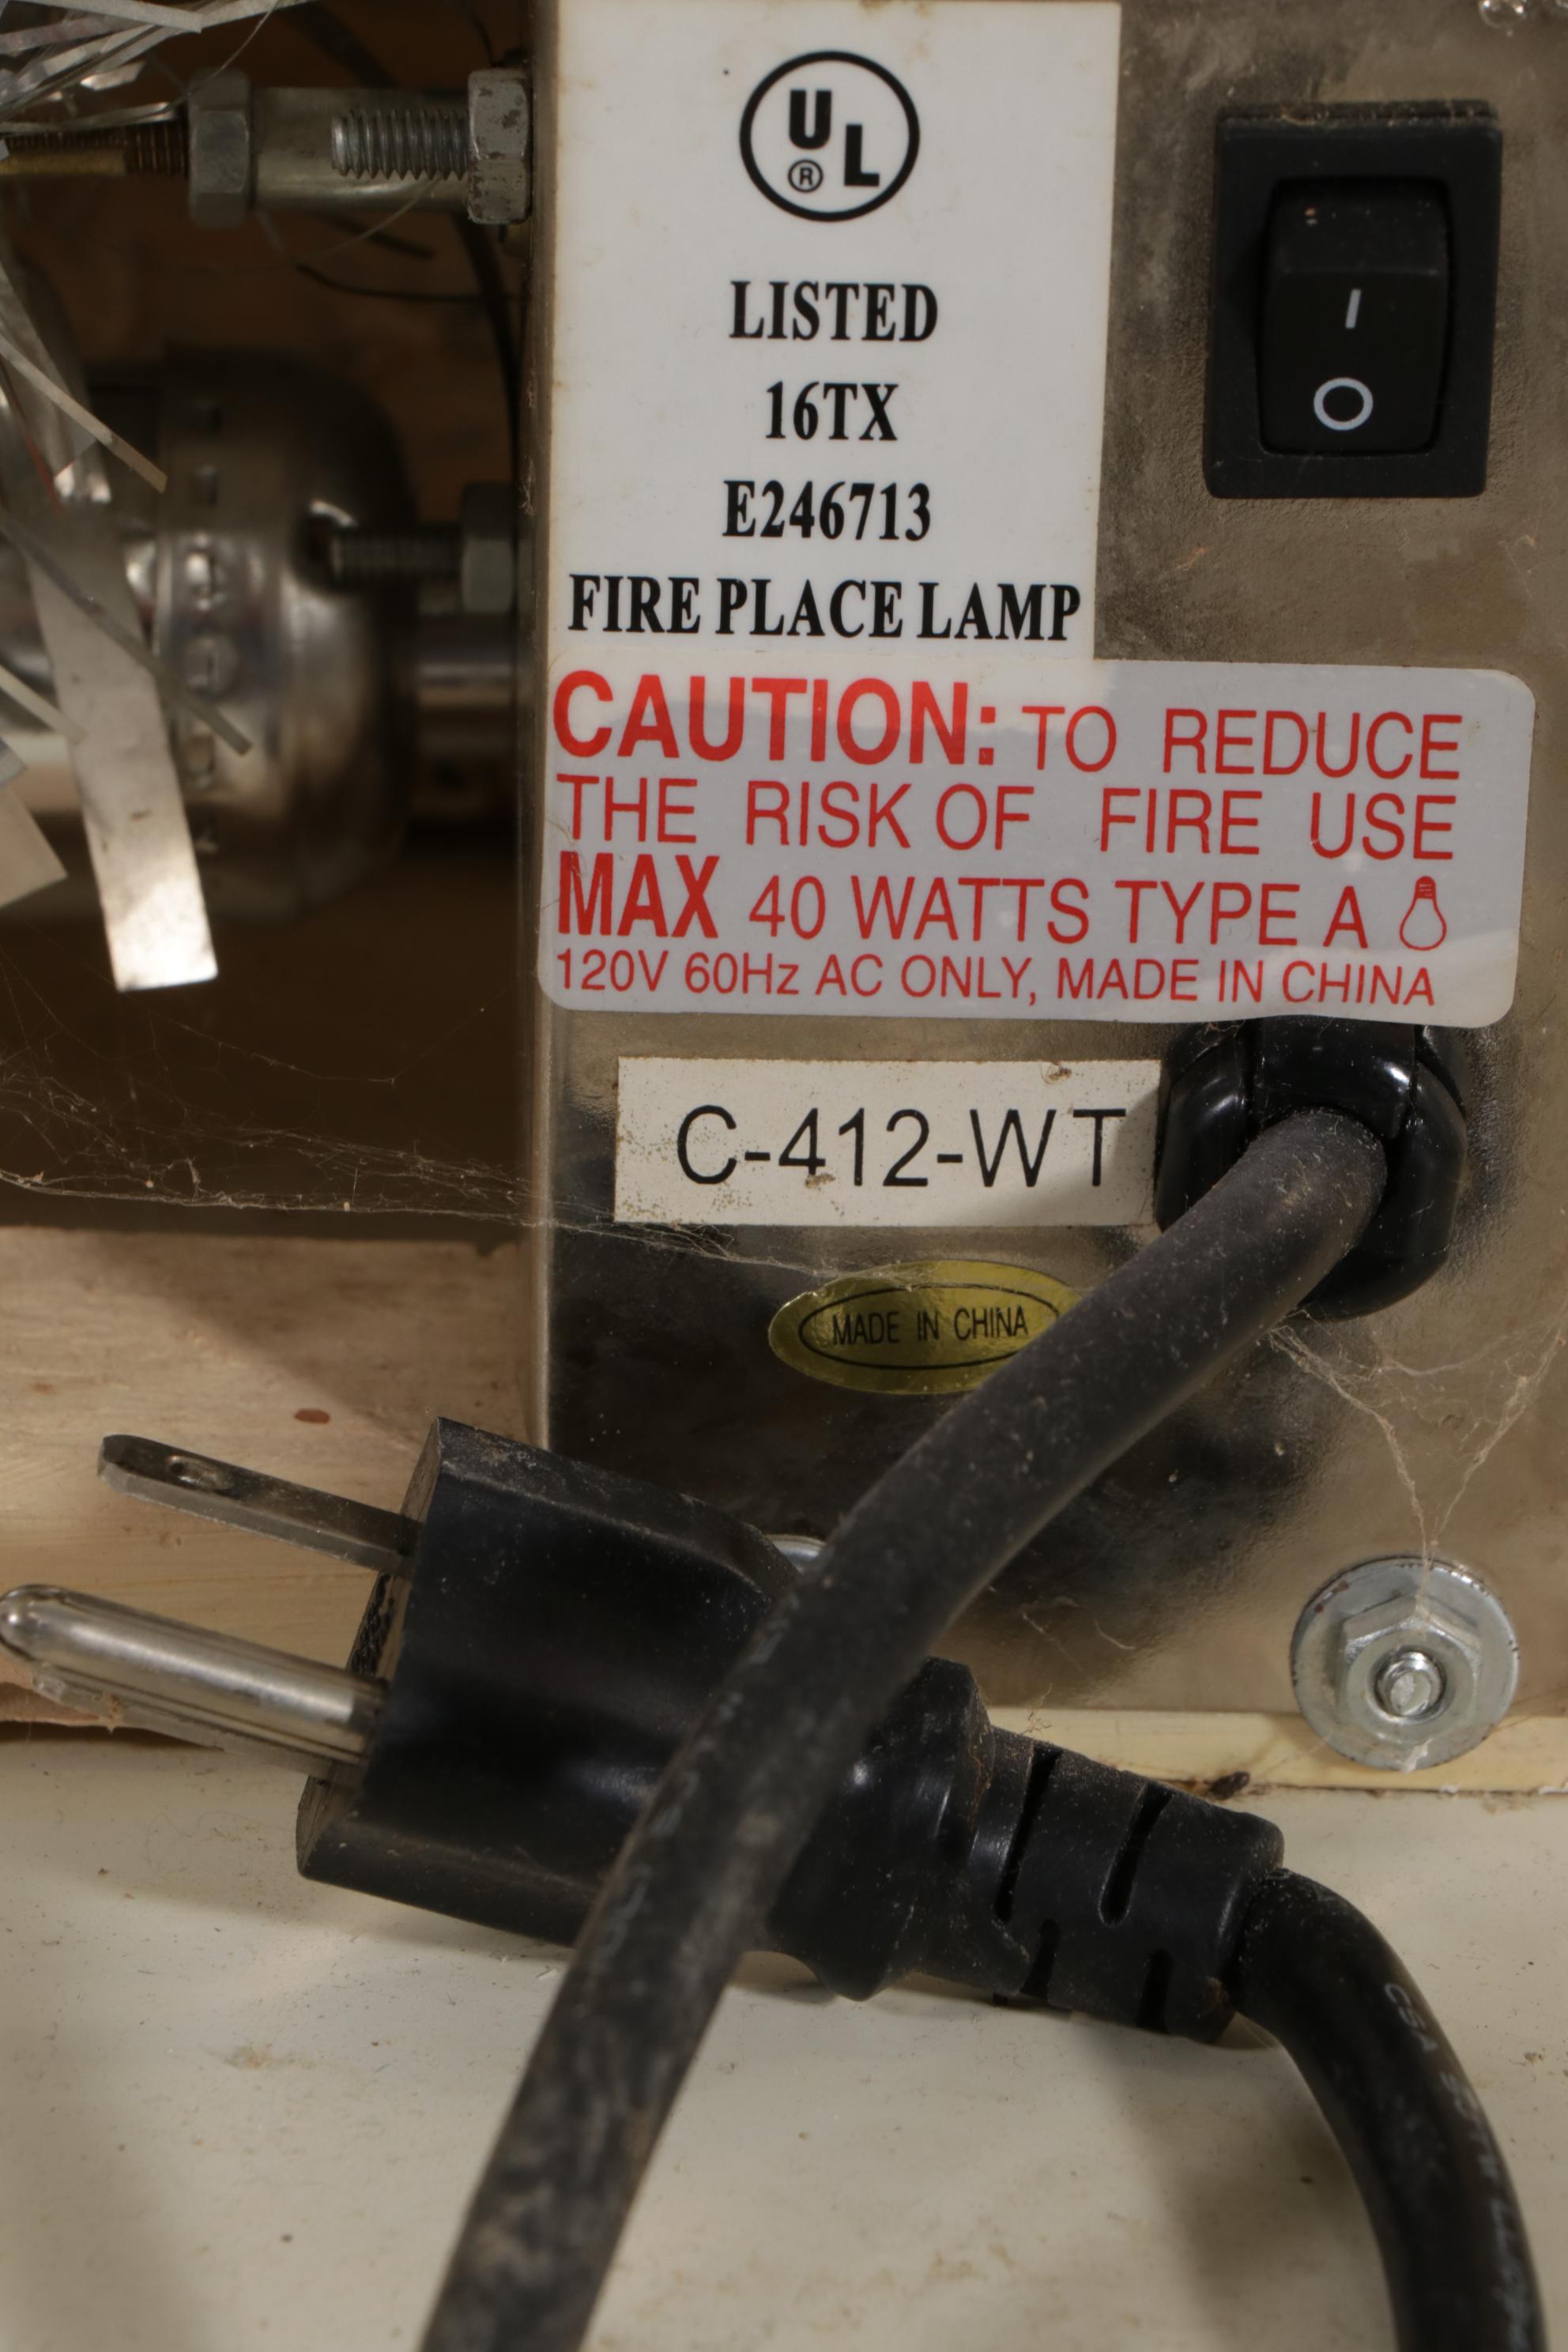 UL
®
LISTED
16TX
E246713
FIRE PLACE LAMP
CAUTION: TO REDUCE
THE RISK OF FIRE USE
MAX 40 WATTS TYPE A
120V 60Hz AC ONLY, MADE IN CHINA
C-412-WT
MADE IN CHINA
CSA